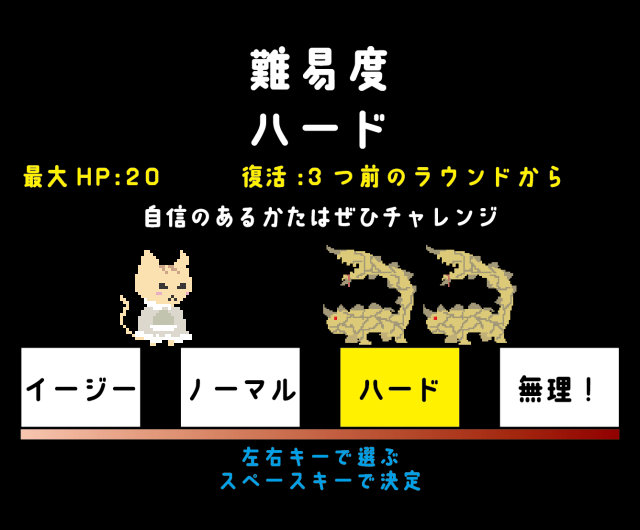 難易度
ハード
最大HP:20 復活:3つ前のラウンドから
自信のあるかたはぜひチャレンジ
イージー ノーマル ハード 無理！
左右キーで選ぶ
スペースキーで決定